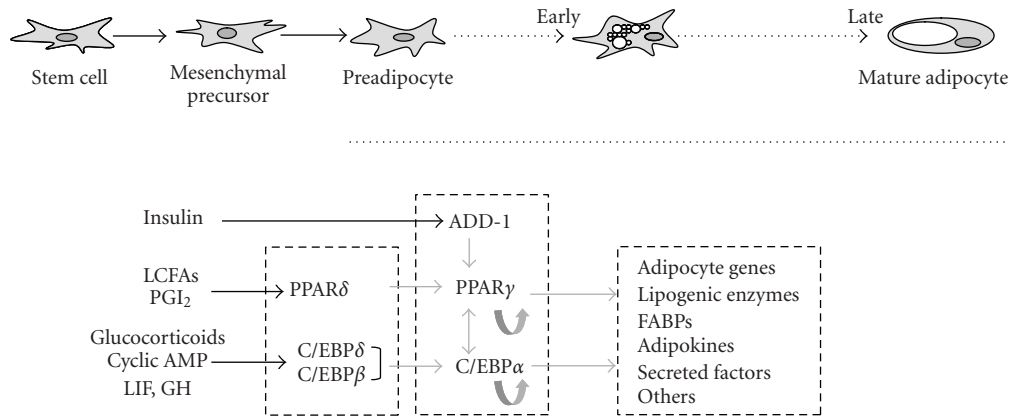 Early
Late
Stem cell
Mesenchymal
precursor
Preadipocyte
Mature adipocyte
Insulin
ADD-1
LCFAs
PGI₂
PPARδ
PPARγ
Glucocorticoids
Cyclic AMP
LIF, GH
C/EBPδ
C/EBPβ
C/EBPα
Adipocyte genes
Lipogenic enzymes
FABPs
Adipokines
Secreted factors
Others